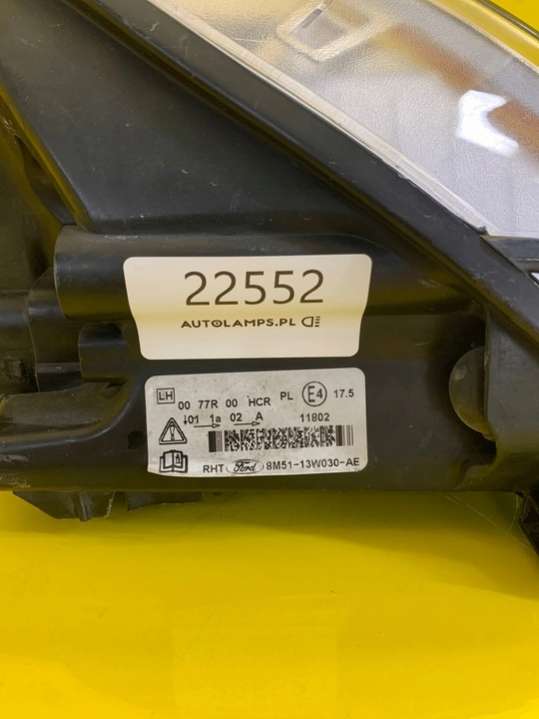 22552
AUTOLAMPS.PL
LH 00 77R 00 HCR PL E4 17.5
01 1a 02 A 11802
RHT Ford 8M51-13W030-AE